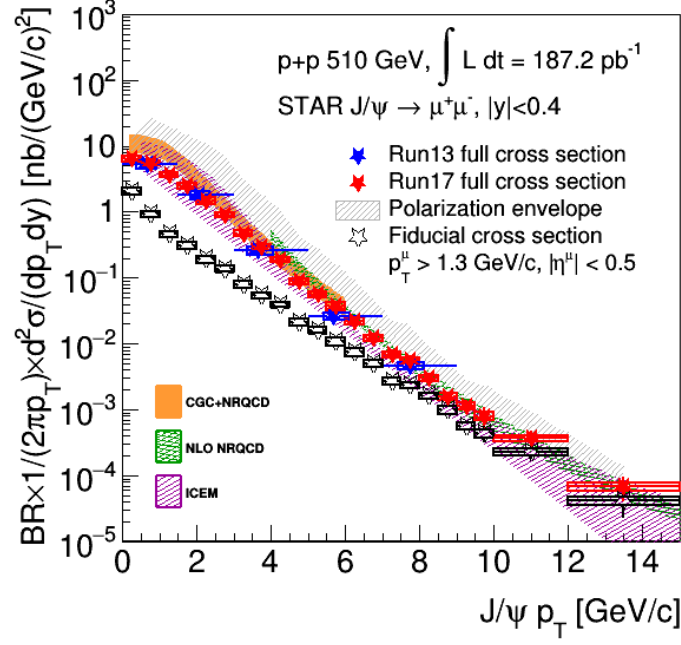 p+p 510 GeV, ∫ L dt = 187.2 pb⁻¹
STAR J/ψ → μ⁺μ⁻, |y|<0.4
Run13 full cross section
Run17 full cross section
Polarization envelope
Fiducial cross section
p_T^μ > 1.3 GeV/c, |η^μ| < 0.5
CGC+NRQCD
NLO NRQCD
ICEM
BR×1/(2πp_T)×d²σ/(dp_T dy) [nb/(GeV/c)²]
10³
10²
10
1
10⁻¹
10⁻²
10⁻³
10⁻⁴
10⁻⁵
0 2 4 6 8 10 12 14
J/ψ p_T [GeV/c]